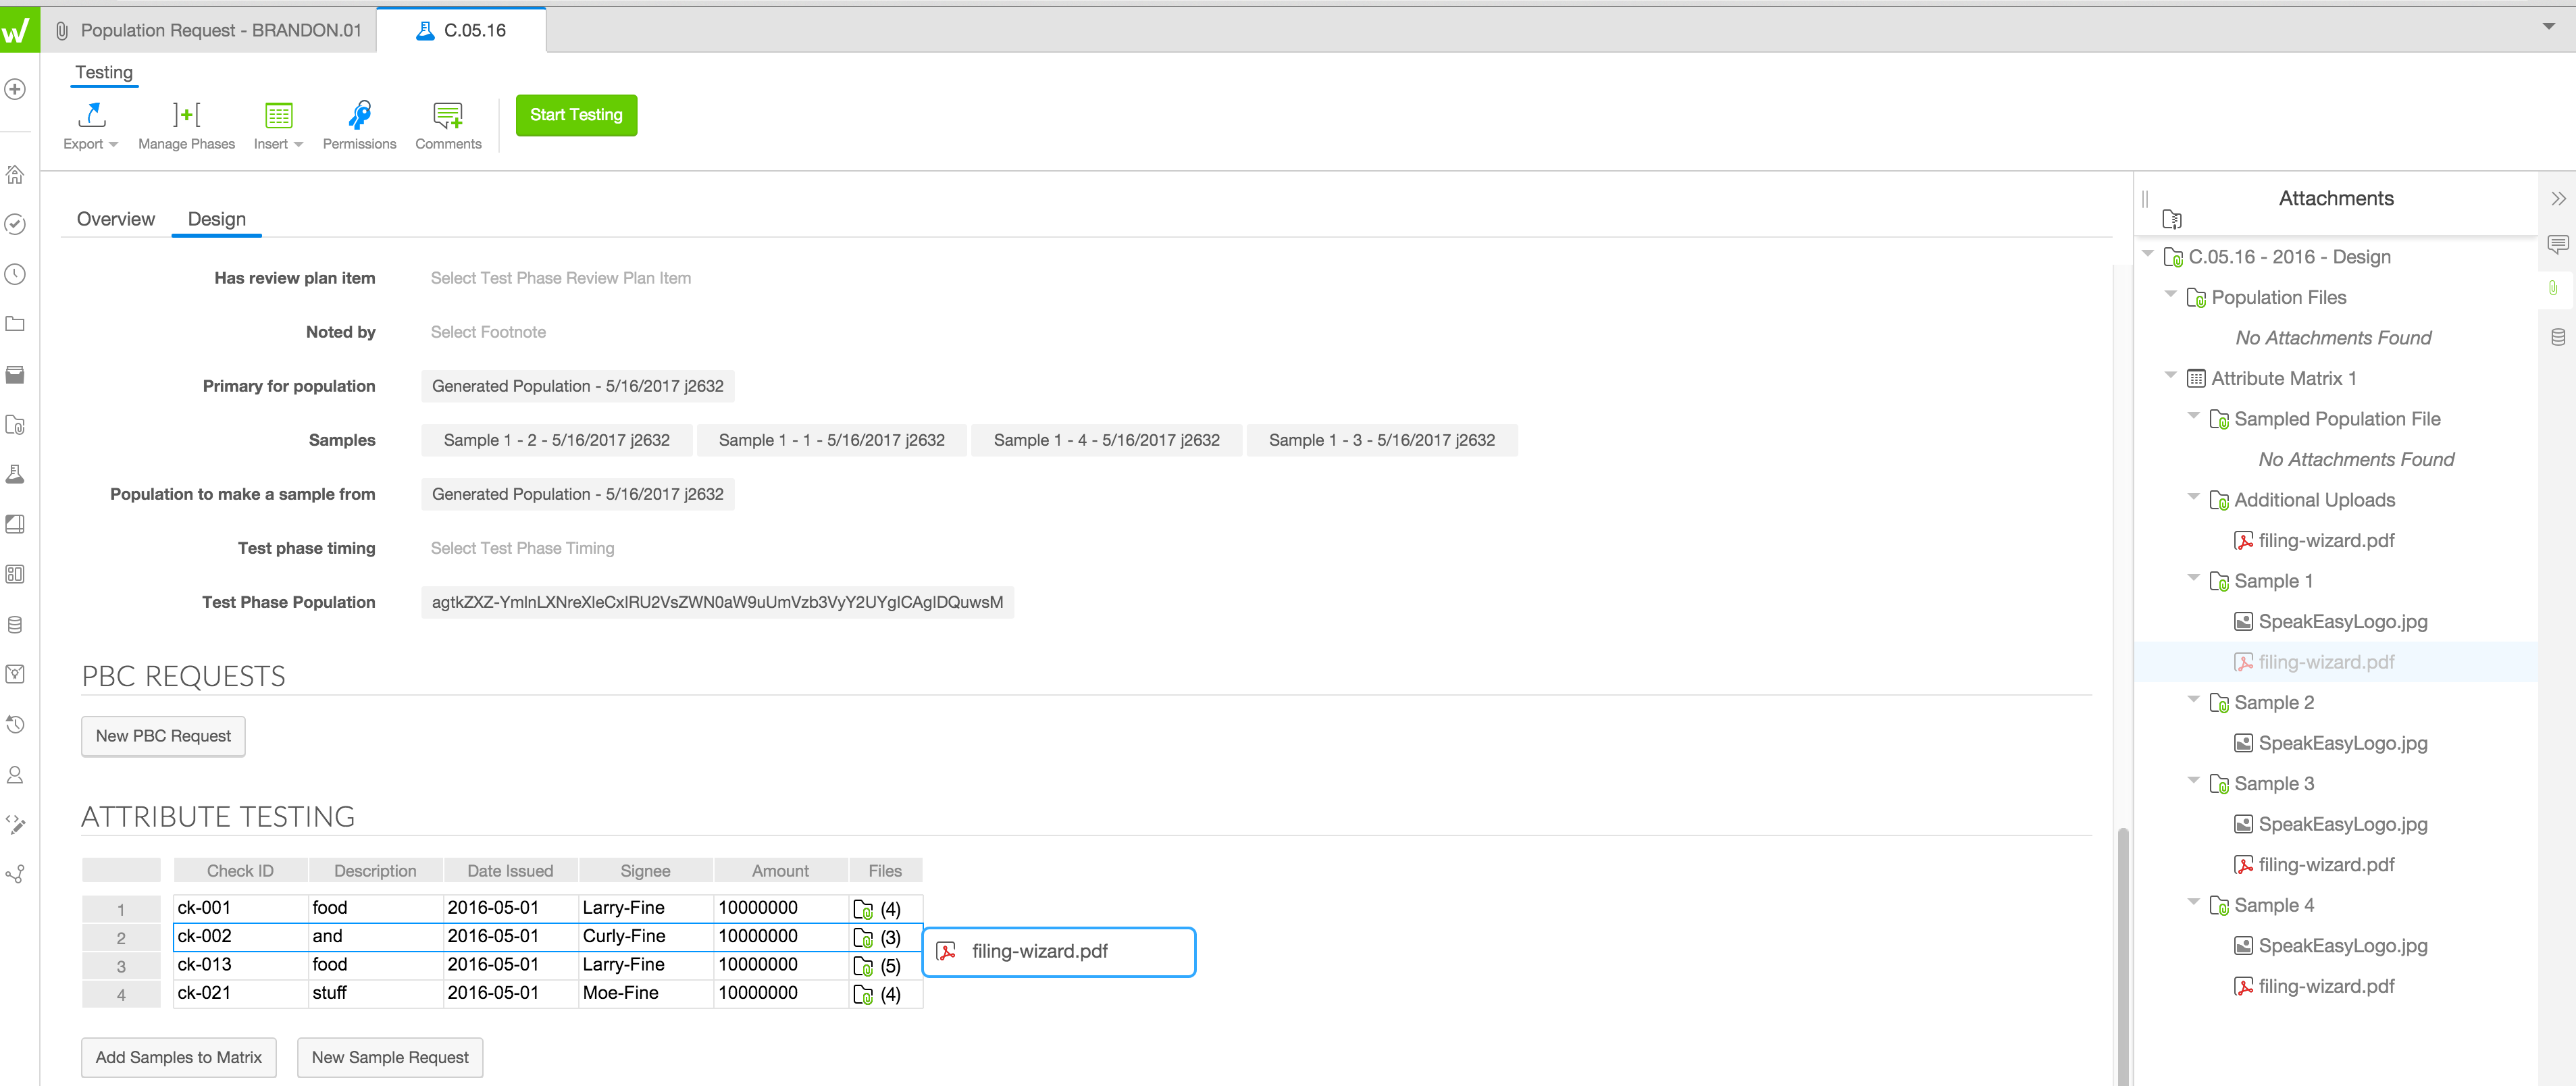 Population Request - BRANDON.01
C.05.16
Testing
Export
Manage Phases
Insert
Permissions
Comments
Start Testing
Overview
Design
Has review plan item
Select Test Phase Review Plan Item
Noted by
Select Footnote
Primary for population
Generated Population - 5/16/2017 j2632
Samples
Sample 1 - 2 - 5/16/2017 j2632
Sample 1 - 1 - 5/16/2017 j2632
Sample 1 - 4 - 5/16/2017 j2632
Sample 1 - 3 - 5/16/2017 j2632
Population to make a sample from
Generated Population - 5/16/2017 j2632
Test phase timing
Select Test Phase Timing
Test Phase Population
PBC REQUESTS
New PBC Request
ATTRIBUTE TESTING
Check ID Description Date Issued Signee Amount Files
1 ck-001 food 2016-05-01 Larry-Fine 10000000 (4)
2 ck-002 and 2016-05-01 Curly-Fine 10000000 (3)
3 ck-013 food 2016-05-01 Larry-Fine 10000000 (5)
4 ck-021 stuff 2016-05-01 Moe-Fine 10000000 (4)
filing-wizard.pdf
Add Samples to Matrix
New Sample Request
Attachments
C.05.16 - 2016 - Design
Population Files
No Attachments Found
Attribute Matrix 1
Sampled Population File
No Attachments Found
Additional Uploads
filing-wizard.pdf
Sample 1
SpeakEasyLogo.jpg
filing-wizard.pdf
Sample 2
SpeakEasyLogo.jpg
Sample 3
SpeakEasyLogo.jpg
filing-wizard.pdf
Sample 4
SpeakEasyLogo.jpg
filing-wizard.pdf